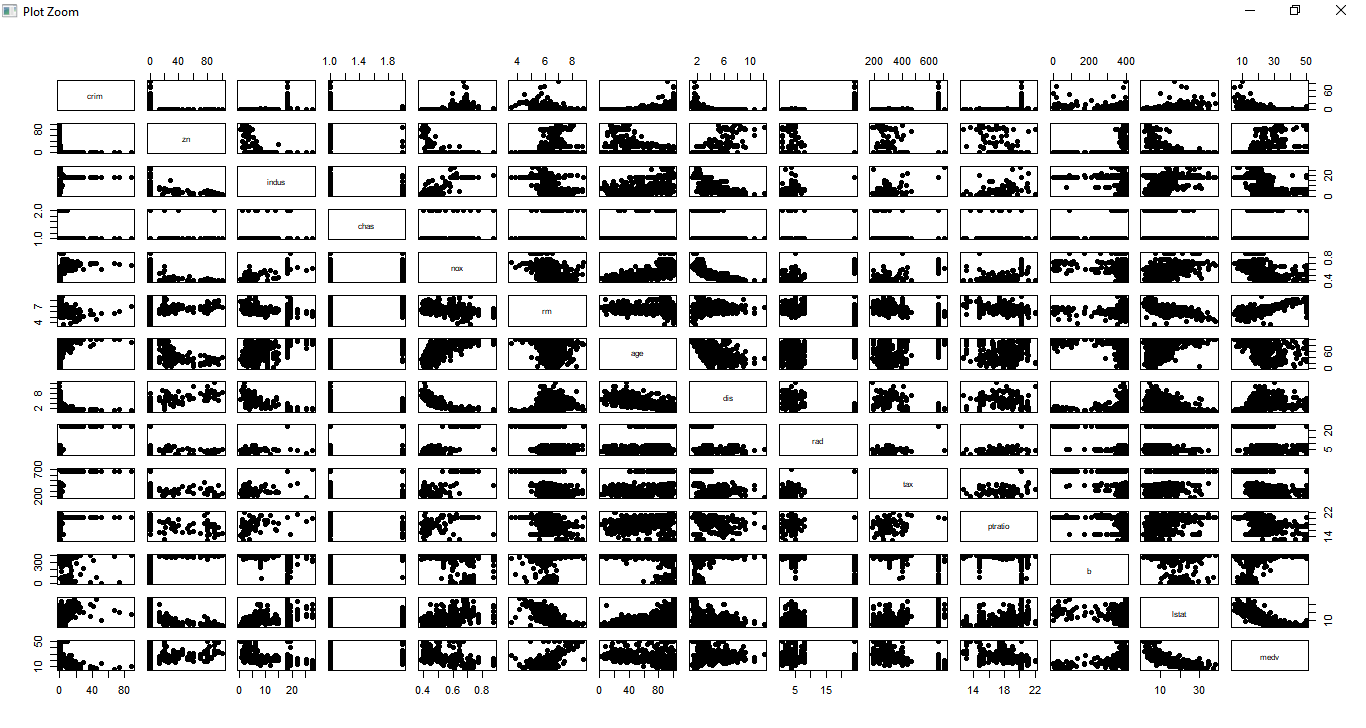 Plot Zoom
0 40 80 1.0 1.4 1.8 4 6 8 2 6 10 200 400 600 0 200 400 10 30 50
crim 0 60
0 80 zn
indus 0 20
1.0 2.0 chas
nox 0.4 0.8
4 7 rm
age 0 60
2 8 dis
rad 5 20
200 700 tax
ptratio 14 22
0 300 b
lstat 10
10 50 medv
0 40 80 0 10 20 0.4 0.6 0.8 0 40 80 5 15 14 18 22 10 30